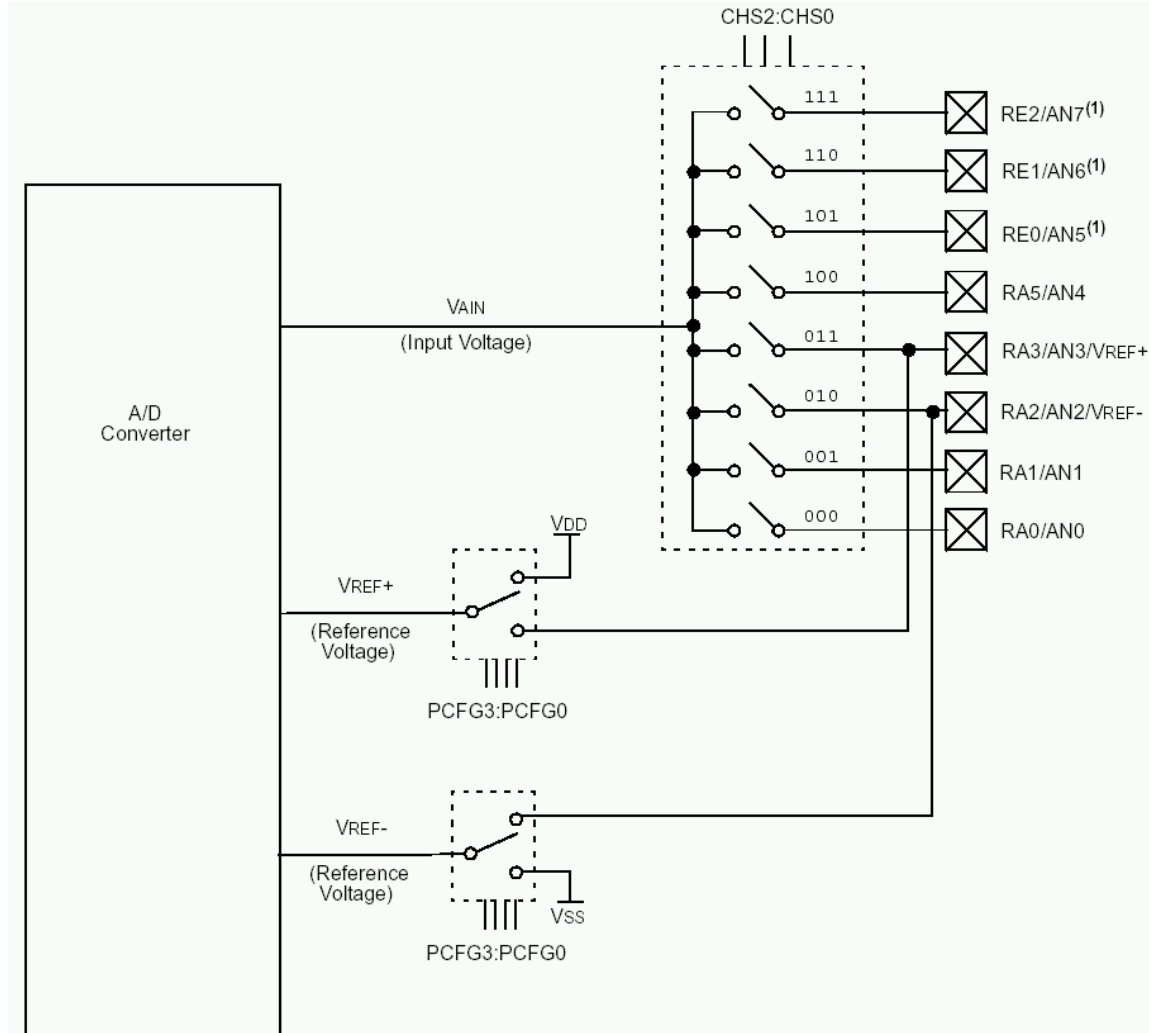 CHS2:CHS0
111
RE2/AN7(1)
110
RE1/AN6(1)
101
RE0/AN5(1)
100
RA5/AN4
VAIN
(Input Voltage)
011
RA3/AN3/VREF+
010
RA2/AN2/VREF-
A/D
Converter
001
RA1/AN1
000
RA0/AN0
VDD
VREF+
(Reference
Voltage)
PCFG3:PCFG0
VREF-
(Reference
Voltage)
VSS
PCFG3:PCFG0